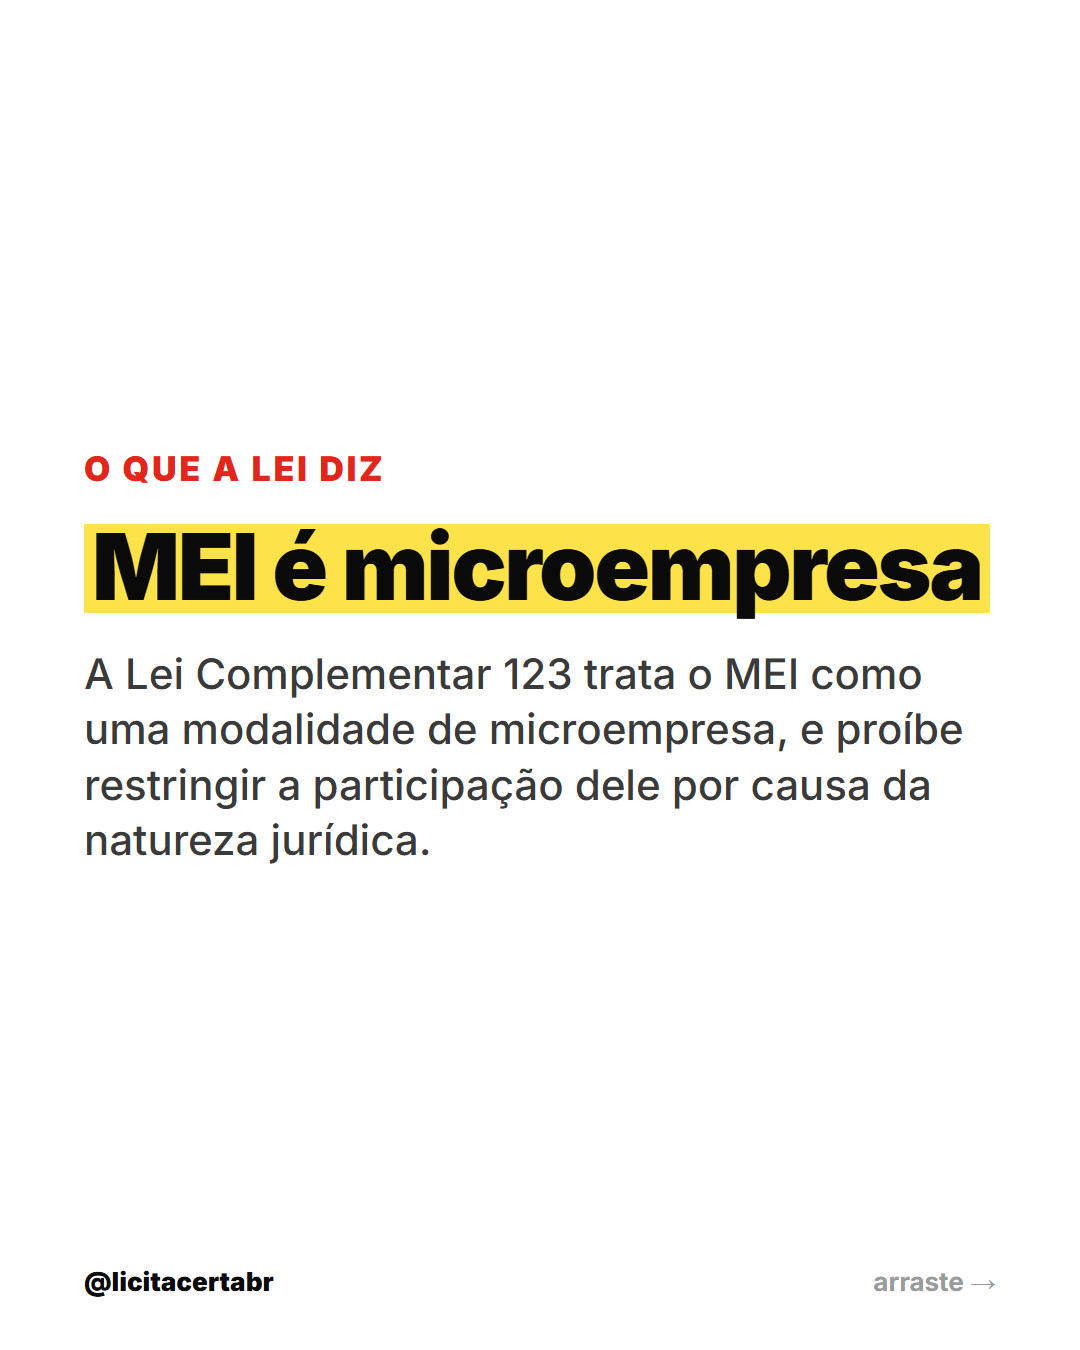 O QUE A LEI DIZ
MEI é microempresa
A Lei Complementar 123 trata o MEI como
uma modalidade de microempresa, e proíbe
restringir a participação dele por causa da
natureza jurídica.
@licitacertabr
arraste →